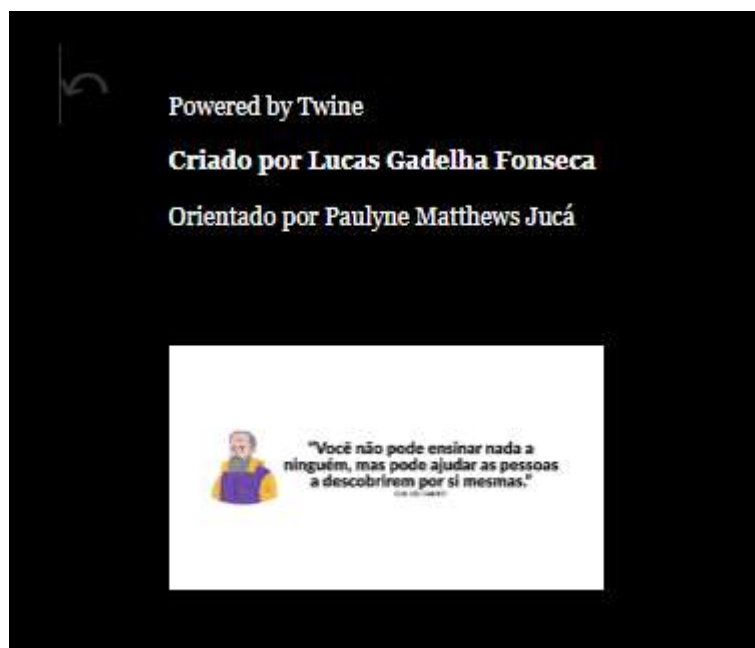 Powered by Twine
Criado por Lucas Gadelha Fonseca
Orientado por Paulyne Matthews Jucá
"Você não pode ensinar nada a
ninguém, mas pode ajudar as pessoas
a descobrirem por si mesmas."